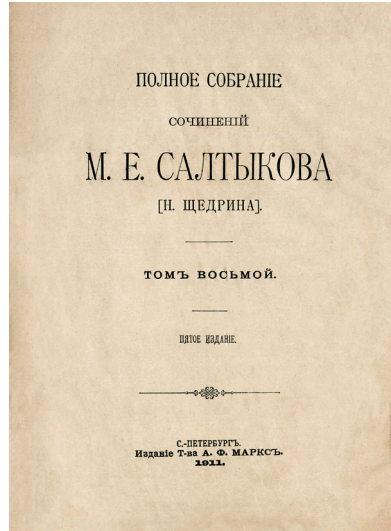 ПОЛНОЕ СОБРАНІЕ
СОЧИНЕНІЙ
М. Е. САЛТЫКОВА
[Н. ЩЕДРИНА].
ТОМЪ ВОСЬМОЙ.
ПЯТОЕ ИЗДАНІЕ.
С.-ПЕТЕРБУРГЪ.
Изданіе Т-ва А. Ф. МАРКСЪ.
1911.